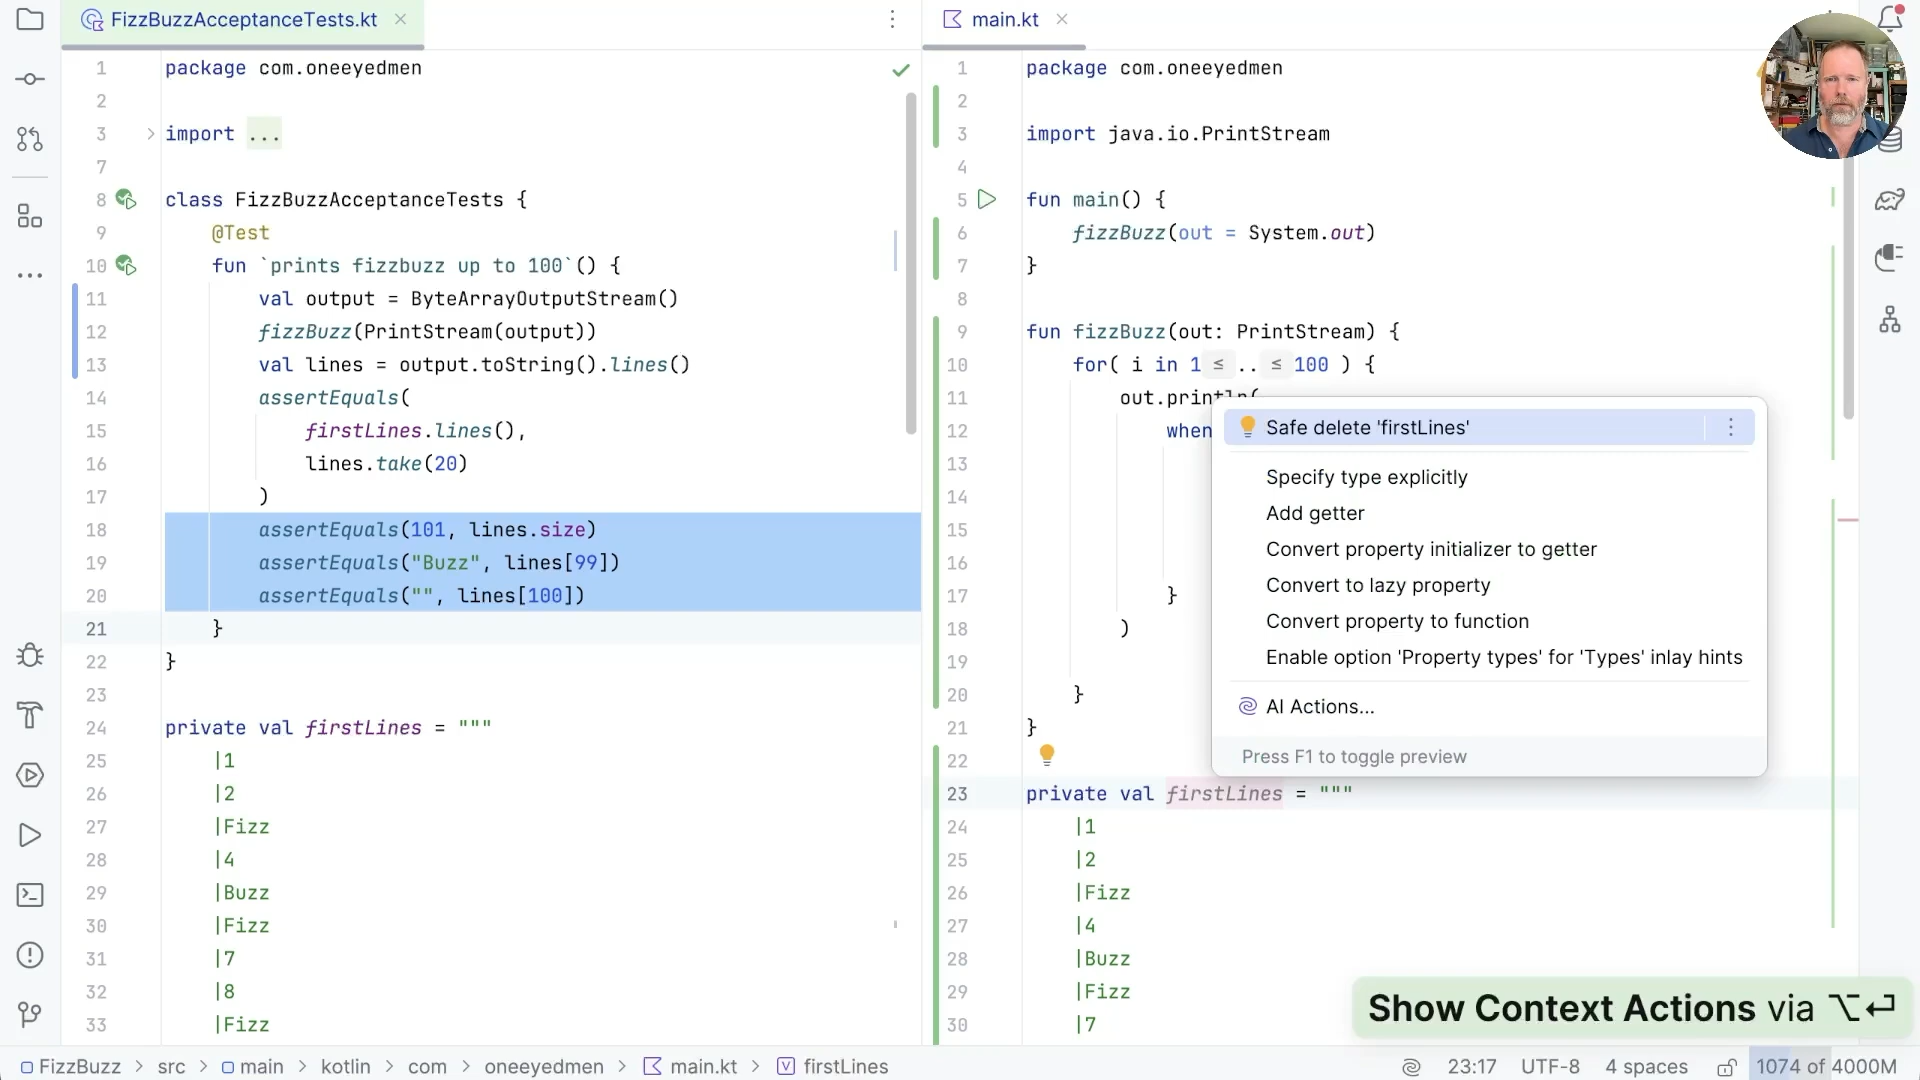 FizzBuzzAcceptanceTests.kt
1 package com.oneeyedmen
2
3 import ...
7
8 class FizzBuzzAcceptanceTests {
9 @Test
10 fun `prints fizzbuzz up to 100`() {
11 val output = ByteArrayOutputStream()
12 fizzBuzz(PrintStream(output))
13 val lines = output.toString().lines()
14 assertEquals(
15 firstLines.lines(),
16 lines.take(20)
17 )
18 assertEquals(101, lines.size)
19 assertEquals("Buzz", lines[99])
20 assertEquals("", lines[100])
21 }
22 }
23
24 private val firstLines = """
25 |1
26 |2
27 |Fizz
28 |4
29 |Buzz
30 |Fizz
31 |7
32 |8
33 |Fizz
main.kt
1 package com.oneeyedmen
2
3 import java.io.PrintStream
4
5 fun main() {
6 fizzBuzz(out = System.out)
7 }
8
9 fun fizzBuzz(out: PrintStream) {
10 for( i in 1 ≤ .. ≤ 100 ) {
11 out.println(
12 when
13
14
15
16
17 }
18 )
19
20 }
21 }
22
23 private val firstLines = """
24 |1
25 |2
26 |Fizz
27 |4
28 |Buzz
29 |Fizz
30 |7
Safe delete 'firstLines'
Specify type explicitly
Add getter
Convert property initializer to getter
Convert to lazy property
Convert property to function
Enable option 'Property types' for 'Types' inlay hints
AI Actions...
Press F1 to toggle preview
Show Context Actions via ⌥⏎
FizzBuzz > src > main > kotlin > com > oneeyedmen > main.kt > firstLines
23:17 UTF-8 4 spaces 1074 of 4000M